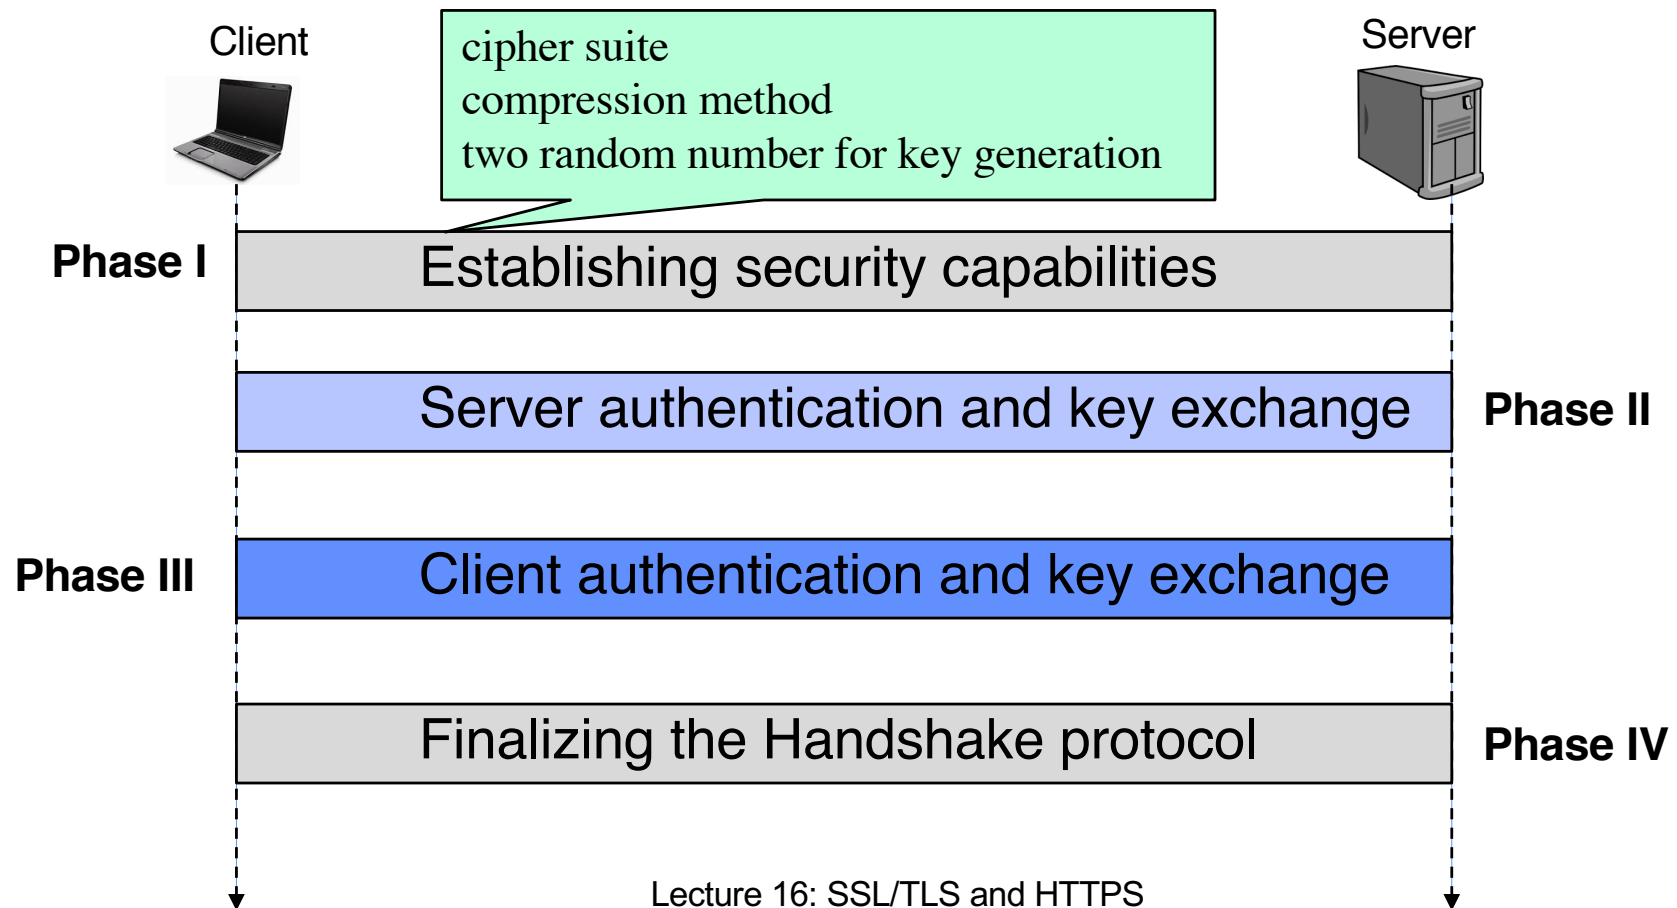 Client
cipher suite
compression method
two random number for key generation
Server
Phase I
Establishing security capabilities
Server authentication and key exchange
Phase II
Phase III
Client authentication and key exchange
Finalizing the Handshake protocol
Phase IV
Lecture 16: SSL/TLS and HTTPS